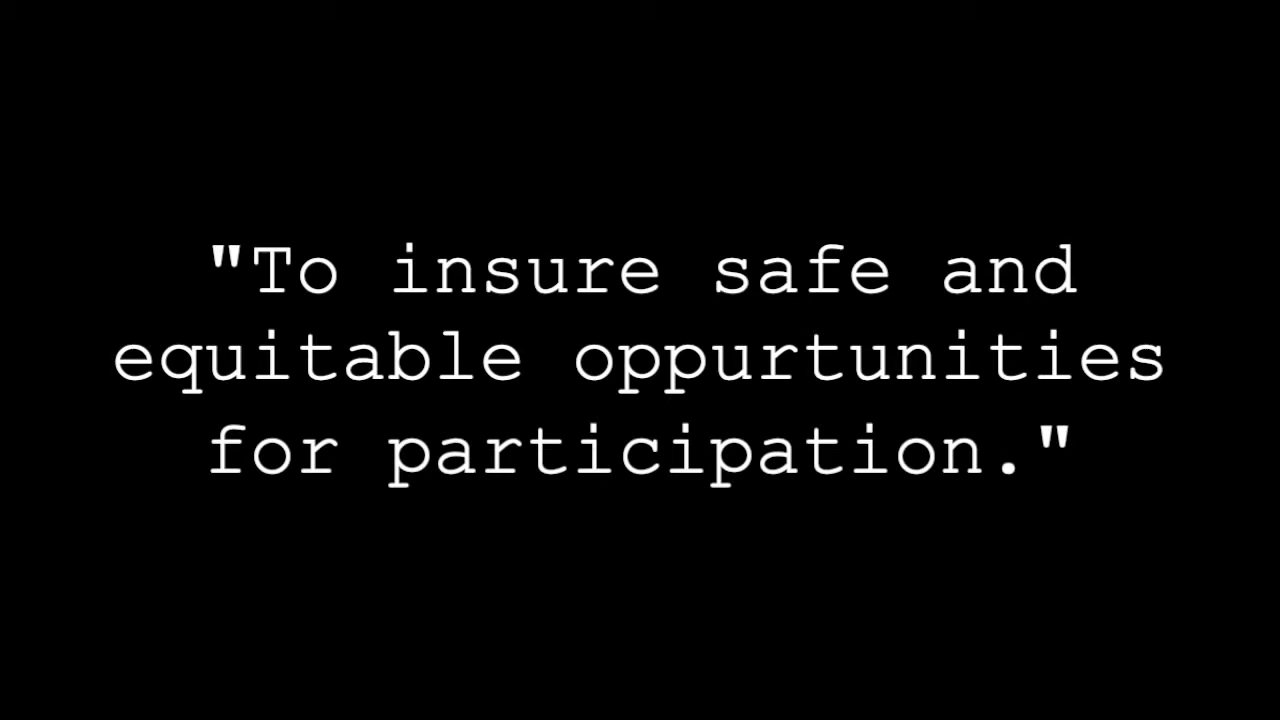 "To insure safe and
equitable oppurtunities
for participation."